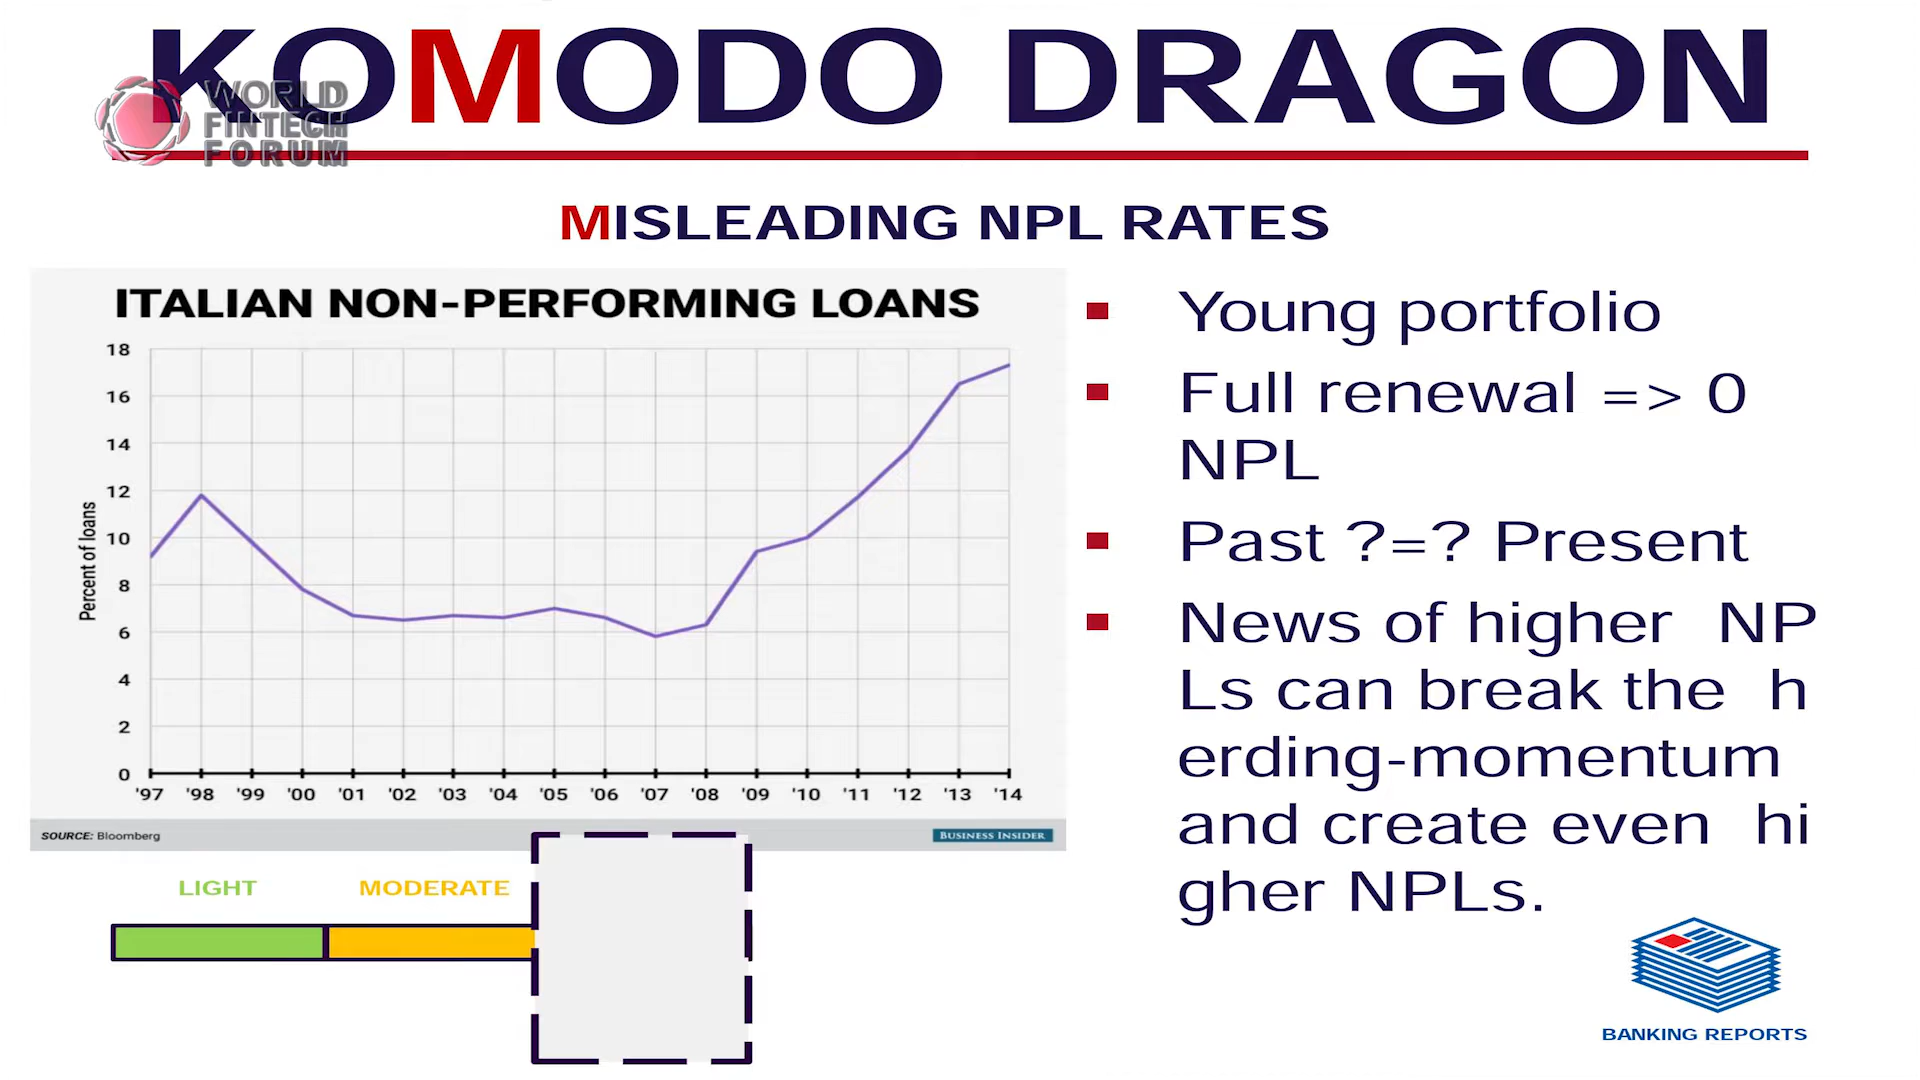 KOMODO DRAGON
WORLD
FINTECH
FORUM
MISLEADING NPL RATES
ITALIAN NON-PERFORMING LOANS
18
16
14
12
10
8
6
4
2
0
Percent of loans
'97 '98 '99 '00 '01 '02 '03 '04 '05 '06 '07 '08 '09 '10 '11 '12 '13 '14
SOURCE: Bloomberg
BUSINESS INSIDER
Young portfolio
Full renewal => 0
NPL
Past ?=? Present
News of higher NP
Ls can break the h
erding-momentum
and create even hi
gher NPLs.
LIGHT MODERATE
BANKING REPORTS